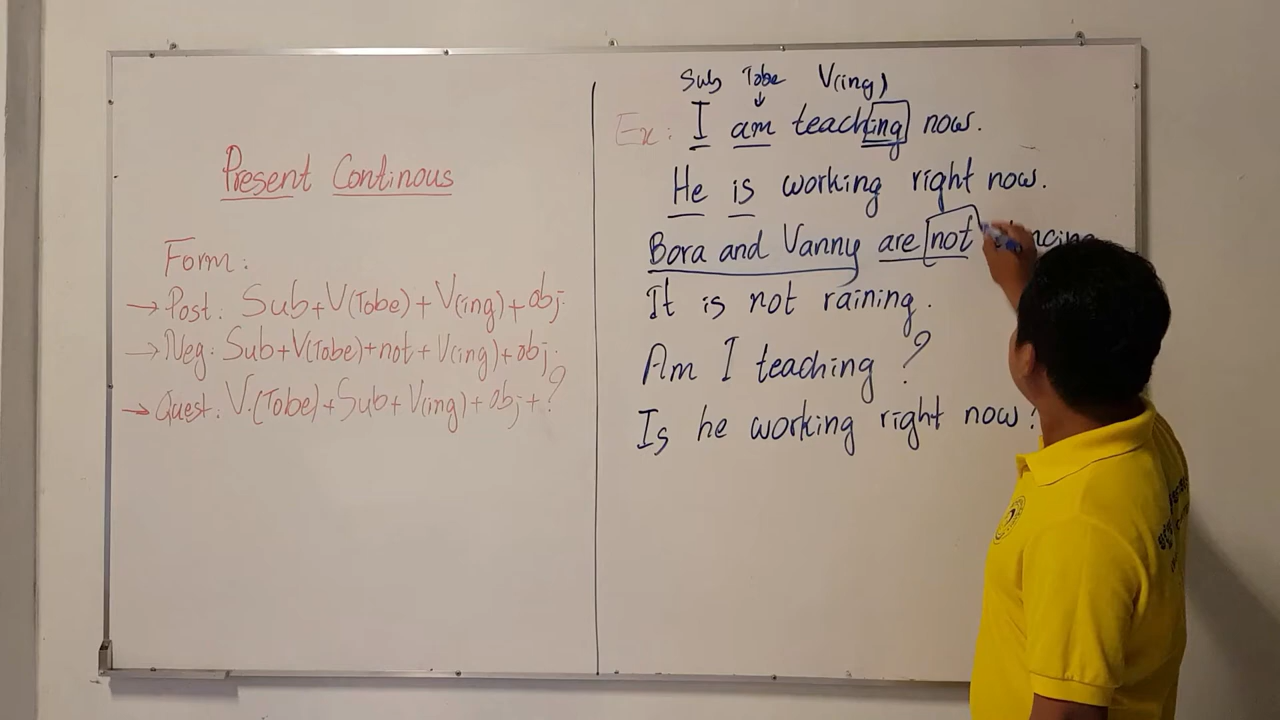 Present Continous
Form:
→ Post: Sub+V(Tobe)+V(ing)+obj.
→ Neg: Sub+V(Tobe)+not+V(ing)+obj.
→ Quest: V.(Tobe)+Sub+V(ing)+obj+?
Sub Tobe V(ing)
Ex: I am teaching now.
He is working right now.
Bora and Vanny are not
It is not raining.
Am I teaching ?
Is he working right now?